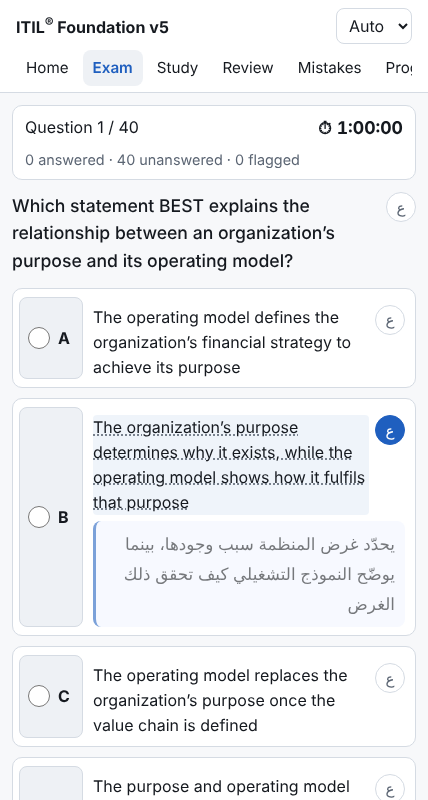 ITIL® Foundation v5
Auto
Home Exam Study Review Mistakes
Question 1 / 40
1:00:00
0 answered · 40 unanswered · 0 flagged
Which statement BEST explains the
relationship between an organization’s
purpose and its operating model?
ع
A
The operating model defines the
organization’s financial strategy to
achieve its purpose
ع
B
The organization’s purpose
determines why it exists, while the
operating model shows how it fulfils
that purpose
ع
يحدّد غرض المنظمة سبب وجودها، بينما
يوضّح النموذج التشغيلي كيف تحقق ذلك
الغرض
C
The operating model replaces the
organization’s purpose once the
value chain is defined
ع
The purpose and operating model
ع